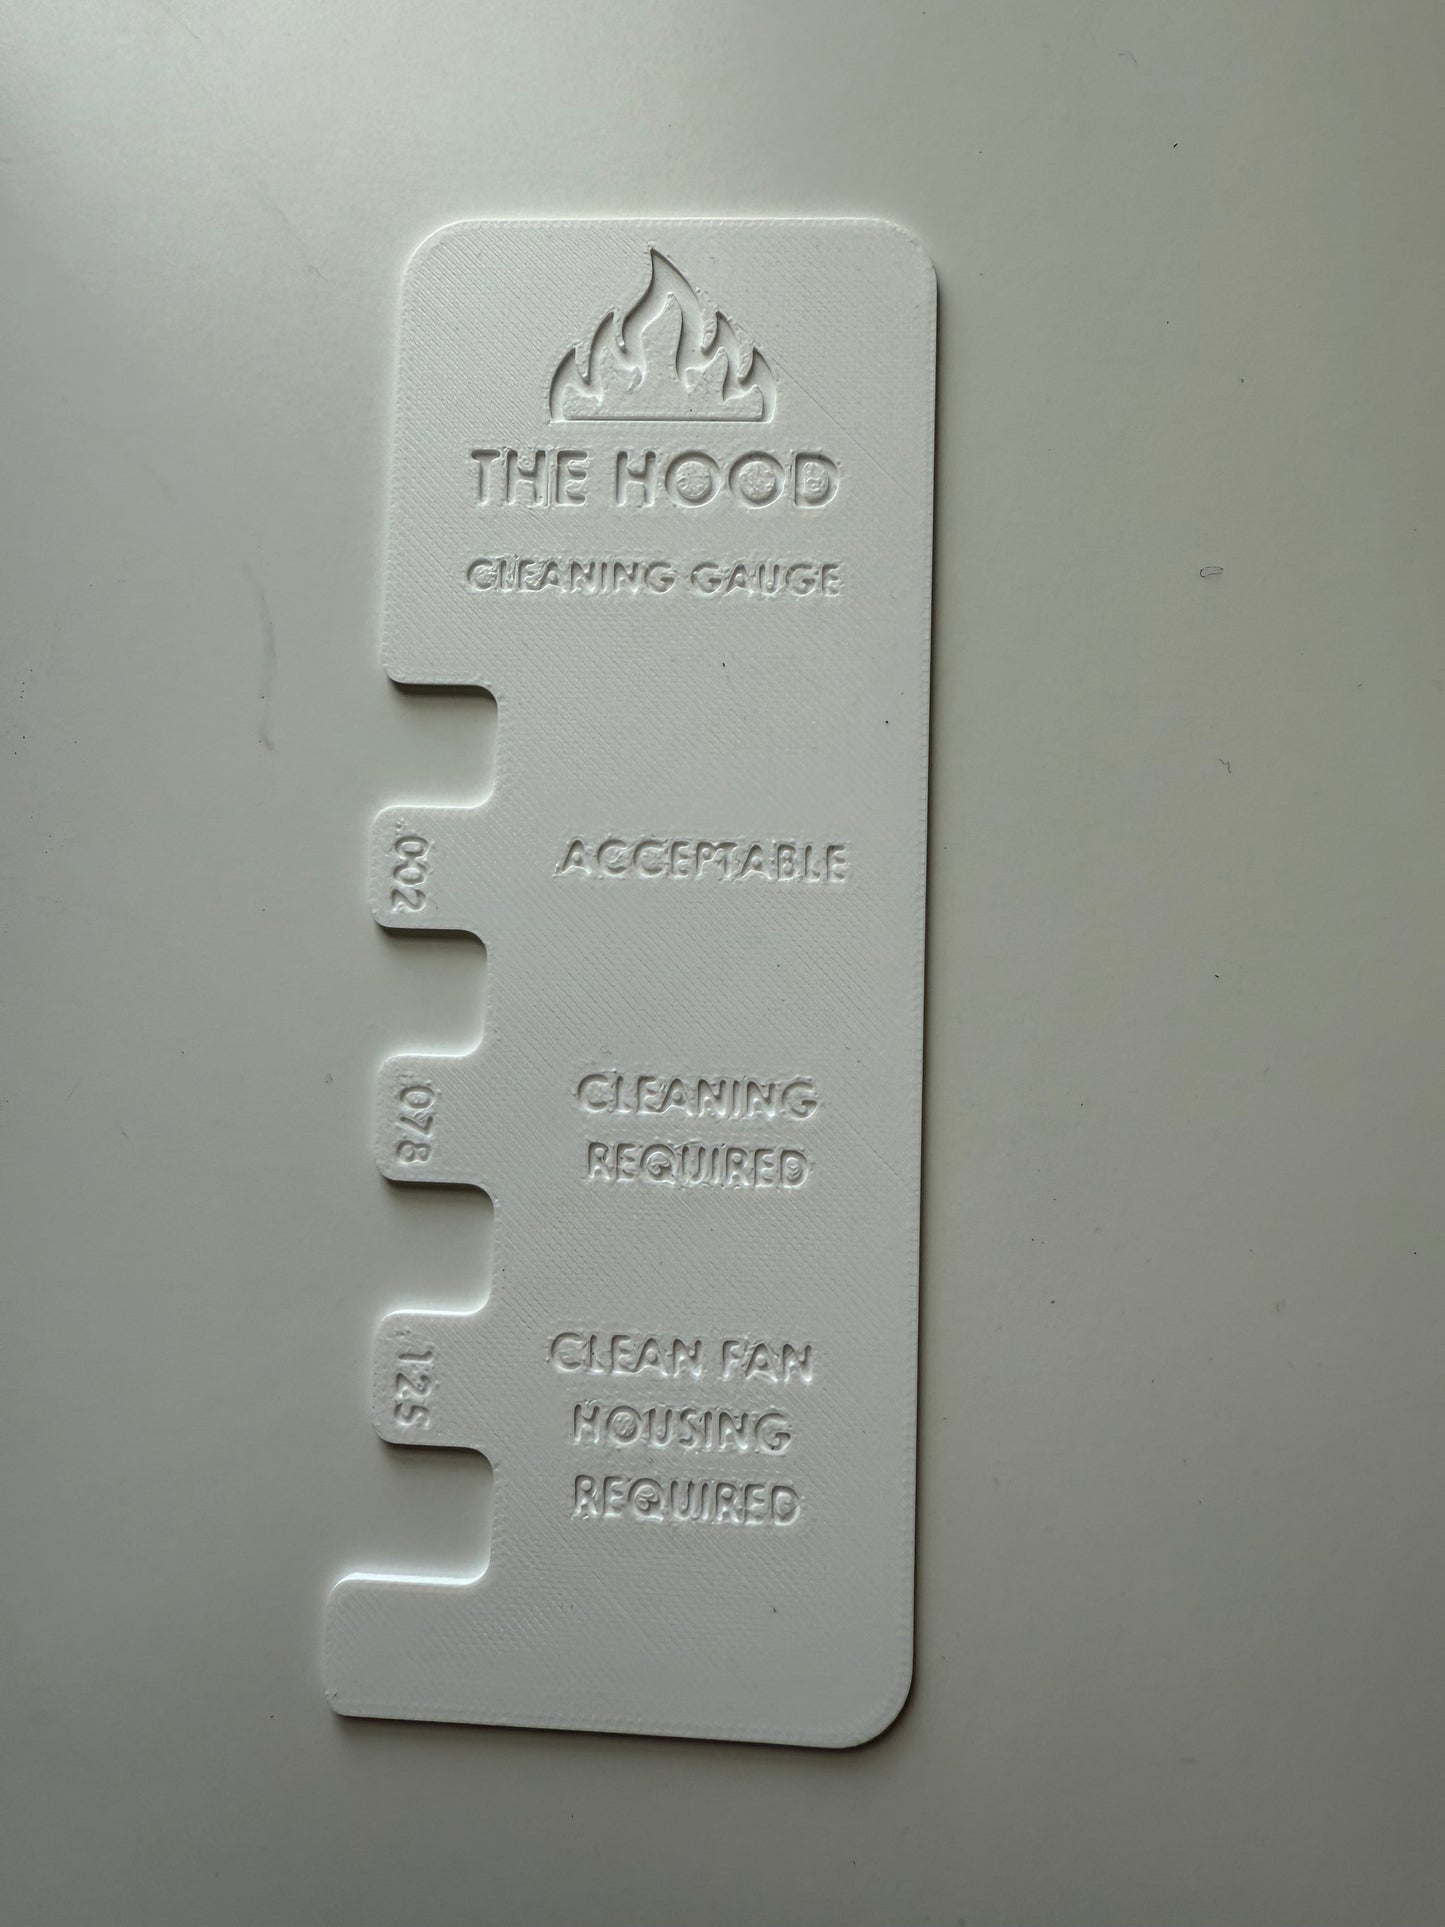 THE HOOD
CLEANING GAUGE
.002
ACCEPTABLE
.078
CLEANING
REQUIRED
.125
CLEAN FAN
HOUSING
REQUIRED